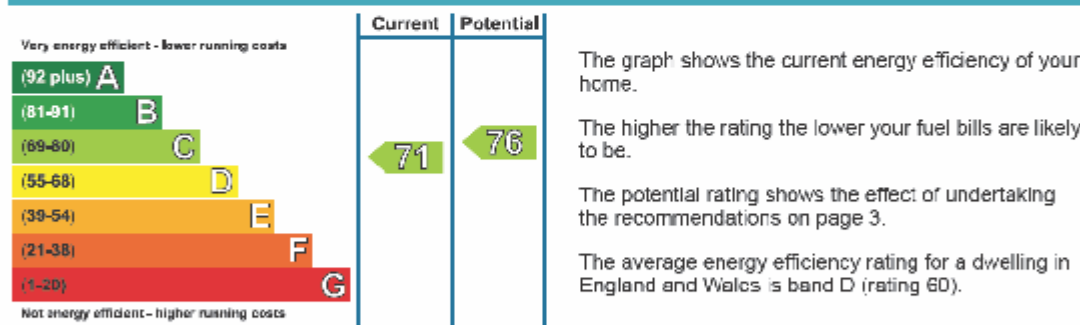 Current Potential
Very energy efficient - lower running costs
(92 plus) A
(81-91) B
(69-80) C
(55-68) D
(39-54) E
(21-38) F
(1-20) G
Not energy efficient - higher running costs
71
76
The graph shows the current energy efficiency of your
home.
The higher the rating the lower your fuel bills are likely
to be.
The potential rating shows the effect of undertaking
the recommendations on page 3.
The average energy efficiency rating for a dwelling in
England and Wales is band D (rating 60).